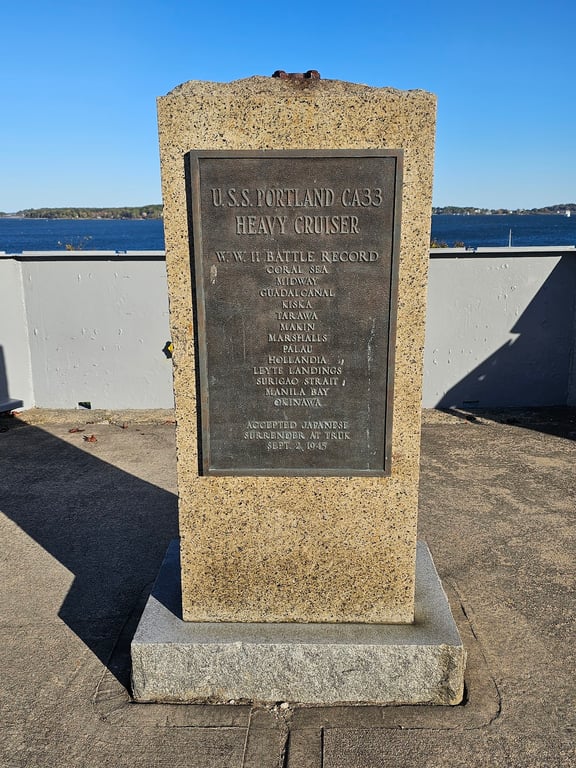 U.S.S. PORTLAND CA33
HEAVY CRUISER
W.W. II BATTLE RECORD
CORAL SEA
MIDWAY
GUADALCANAL
KISKA
TARAWA
MAKIN
MARSHALLS
PALAU
HOLLANDIA
LEYTE LANDINGS
SURIGAO STRAIT
MANILA BAY
OKINAWA
ACCEPTED JAPANESE
SURRENDER AT TRUK
SEPT. 2, 1945